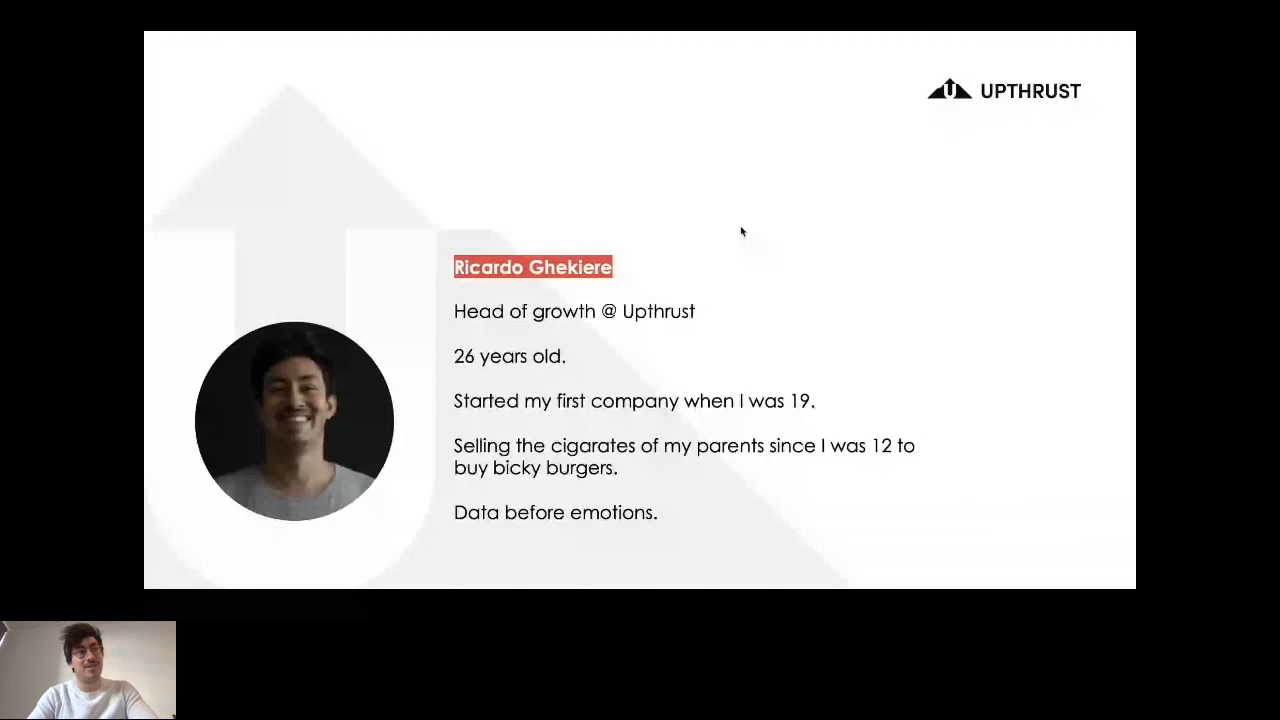 UPTHRUST
Ricardo Ghekiere
Head of growth @ Upthrust
26 years old.
Started my first company when I was 19.
Selling the cigarates of my parents since I was 12 to
buy bicky burgers.
Data before emotions.